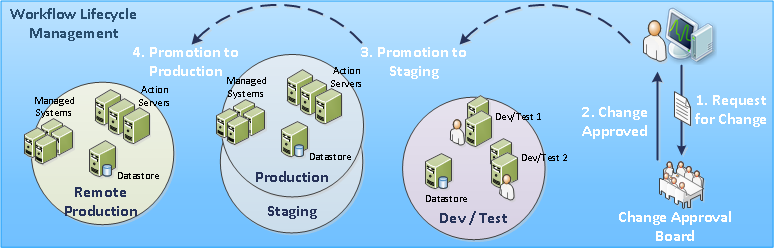 Workflow Lifecycle
Management
4. Promotion to
Production
3. Promotion to
Staging
1. Request
for Change
2. Change
Approved
Change Approval
Board
Managed
Systems
Action
Servers
Datastore
Remote
Production
Managed
Systems
Action
Servers
Datastore
Production
Staging
Dev/Test 1
Dev/Test 2
Datastore
Dev / Test